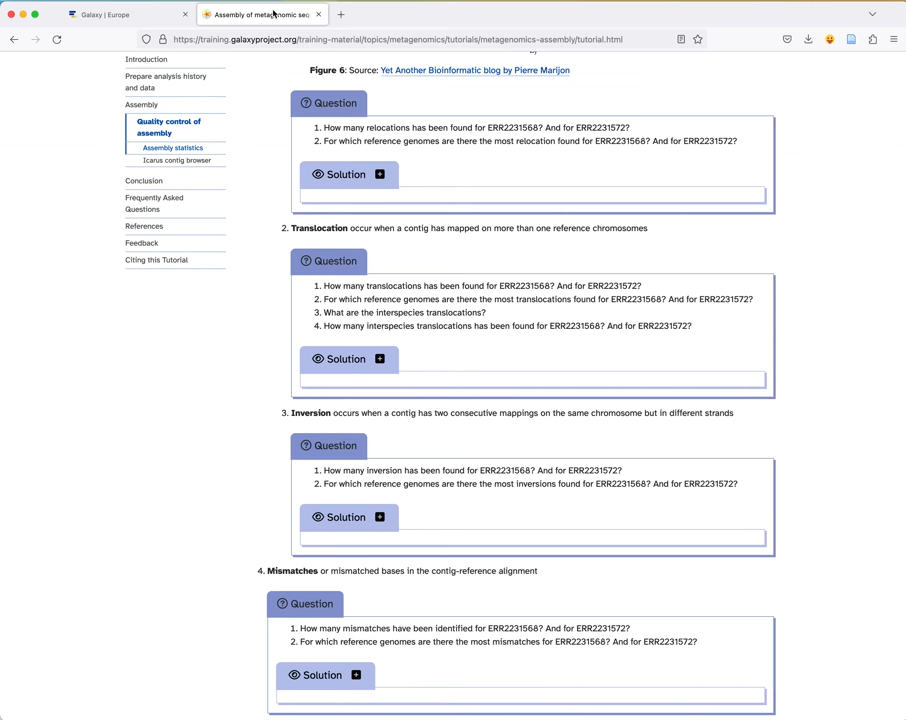 Galaxy | Europe
Assembly of metagenomic seq
https://training.galaxyproject.org/training-material/topics/metagenomics/tutorials/metagenomics-assembly/tutorial.html
Introduction
Prepare analysis history
and data
Assembly
Quality control of
assembly
Assembly statistics
Icarus contig browser
Conclusion
Frequently Asked
Questions
References
Feedback
Citing this Tutorial
Figure 6: Source: Yet Another Bioinformatic blog by Pierre Marijon
Question
1. How many relocations has been found for ERR2231568? And for ERR2231572?
2. For which reference genomes are there the most relocation found for ERR2231568? And for ERR2231572?
Solution
2. Translocation occur when a contig has mapped on more than one reference chromosomes
Question
1. How many translocations has been found for ERR2231568? And for ERR2231572?
2. For which reference genomes are there the most translocations found for ERR2231568? And for ERR2231572?
3. What are the interspecies translocations?
4. How many interspecies translocations has been found for ERR2231568? And for ERR2231572?
Solution
3. Inversion occurs when a contig has two consecutive mappings on the same chromosome but in different strands
Question
1. How many inversion has been found for ERR2231568? And for ERR2231572?
2. For which reference genomes are there the most inversions found for ERR2231568? And for ERR2231572?
Solution
4. Mismatches or mismatched bases in the contig-reference alignment
Question
1. How many mismatches have been identified for ERR2231568? And for ERR2231572?
2. For which reference genomes are there the most mismatches for ERR2231568? And for ERR2231572?
Solution